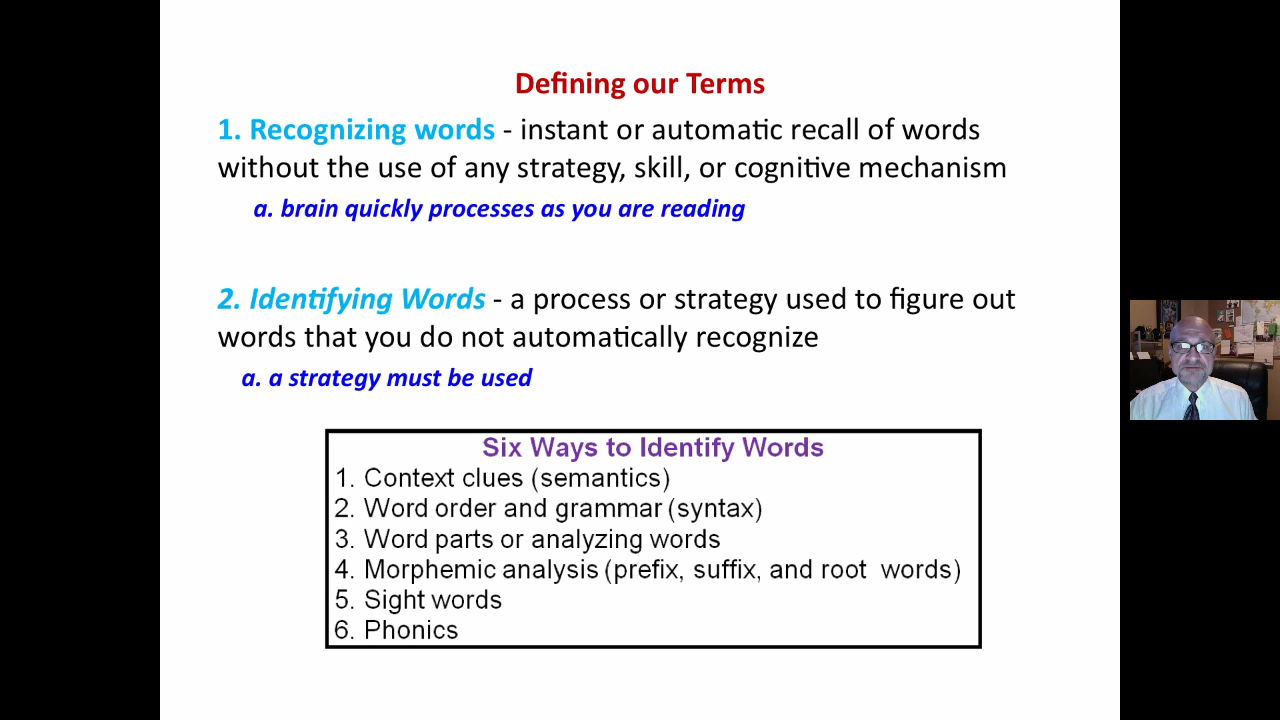 Defining our Terms
1. Recognizing words - instant or automatic recall of words
without the use of any strategy, skill, or cognitive mechanism
a. brain quickly processes as you are reading
2. Identifying Words - a process or strategy used to figure out
words that you do not automatically recognize
a. a strategy must be used
Six Ways to Identify Words
1. Context clues (semantics)
2. Word order and grammar (syntax)
3. Word parts or analyzing words
4. Morphemic analysis (prefix, suffix, and root words)
5. Sight words
6. Phonics